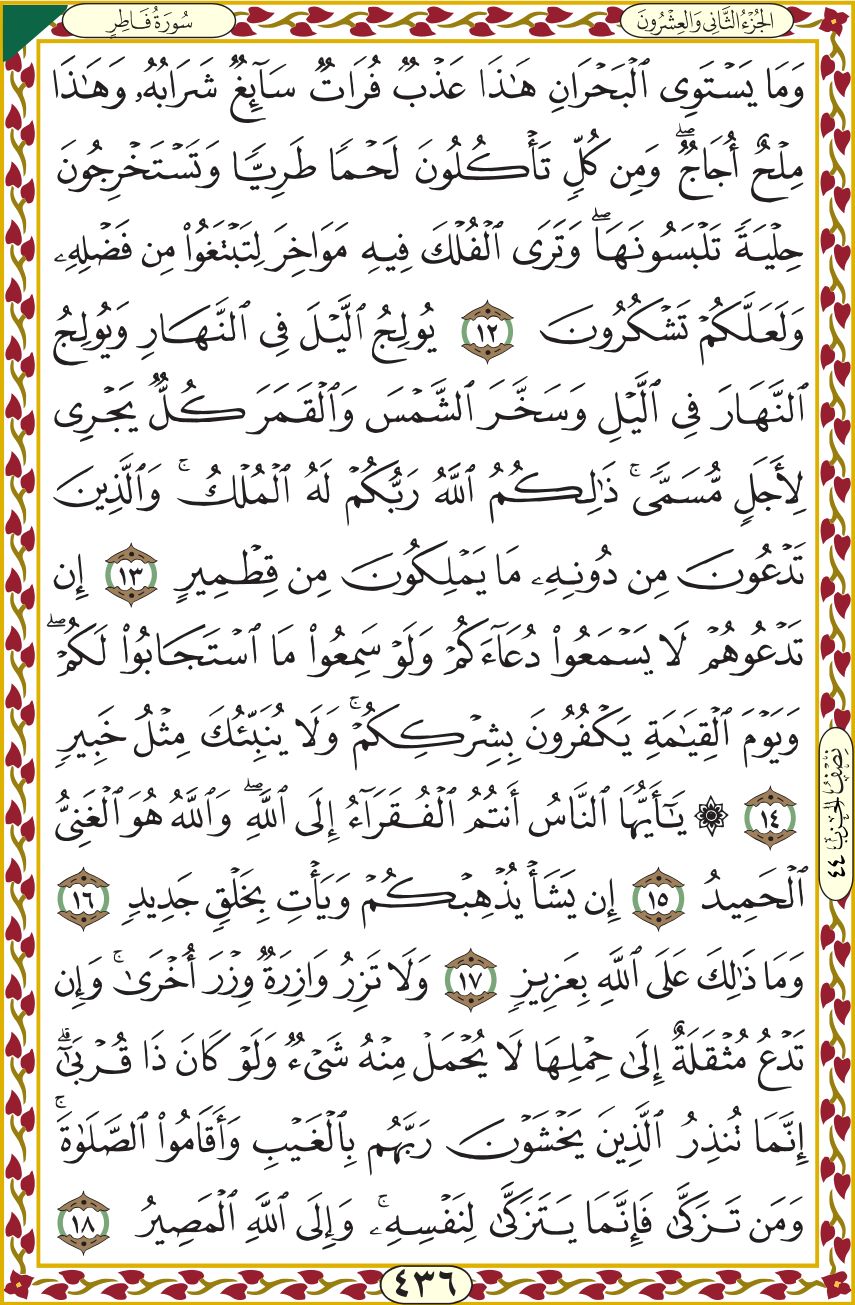 الجُزْءُ الثَّانِي وَالعِشْرُونَ
سُورَةُ فَاطِرٍ
وَمَا يَسْتَوِى ٱلْبَحْرَانِ هَٰذَا عَذْبٌ فُرَاتٌ سَآئِغٌ شَرَابُهُۥ وَهَٰذَا
مِلْحٌ أُجَاجٌ ۖ وَمِن كُلٍّ تَأْكُلُونَ لَحْمًا طَرِيًّا وَتَسْتَخْرِجُونَ
حِلْيَةً تَلْبَسُونَهَا ۖ وَتَرَى ٱلْفُلْكَ فِيهِ مَوَاخِرَ لِتَبْتَغُوا۟ مِن فَضْلِهِۦ
وَلَعَلَّكُمْ تَشْكُرُونَ ١٢ يُولِجُ ٱلَّيْلَ فِى ٱلنَّهَارِ وَيُولِجُ
ٱلنَّهَارَ فِى ٱلَّيْلِ وَسَخَّرَ ٱلشَّمْسَ وَٱلْقَمَرَ كُلٌّ يَجْرِى
لِأَجَلٍ مُّسَمًّى ۚ ذَٰلِكُمُ ٱللَّهُ رَبُّكُمْ لَهُ ٱلْمُلْكُ ۚ وَٱلَّذِينَ
تَدْعُونَ مِن دُونِهِۦ مَا يَمْلِكُونَ مِن قِطْمِيرٍ ١٣ إِن
تَدْعُوهُمْ لَا يَسْمَعُوا۟ دُعَآءَكُمْ وَلَوْ سَمِعُوا۟ مَا ٱسْتَجَابُوا۟ لَكُمْ ۖ
وَيَوْمَ ٱلْقِيَٰمَةِ يَكْفُرُونَ بِشِرْكِكُمْ ۚ وَلَا يُنَبِّئُكَ مِثْلُ خَبِيرٍ
١٤ ۞ يَٰٓأَيُّهَا ٱلنَّاسُ أَنتُمُ ٱلْفُقَرَآءُ إِلَى ٱللَّهِ ۖ وَٱللَّهُ هُوَ ٱلْغَنِىُّ
ٱلْحَمِيدُ ١٥ إِن يَشَأْ يُذْهِبْكُمْ وَيَأْتِ بِخَلْقٍ جَدِيدٍ ١٦
وَمَا ذَٰلِكَ عَلَى ٱللَّهِ بِعَزِيزٍ ١٧ وَلَا تَزِرُ وَازِرَةٌ وِزْرَ أُخْرَىٰ ۚ وَإِن
تَدْعُ مُثْقَلَةٌ إِلَىٰ حِمْلِهَا لَا يُحْمَلْ مِنْهُ شَىْءٌ وَلَوْ كَانَ ذَا قُرْبَىٰٓ ۗ
إِنَّمَا تُنذِرُ ٱلَّذِينَ يَخْشَوْنَ رَبَّهُم بِٱلْغَيْبِ وَأَقَامُوا۟ ٱلصَّلَوٰةَ ۚ
وَمَن تَزَكَّىٰ فَإِنَّمَا يَتَزَكَّىٰ لِنَفْسِهِۦ ۚ وَإِلَى ٱللَّهِ ٱلْمَصِيرُ ١٨
نِصْفُ الحِزْبِ ٤٤
٤٣٦